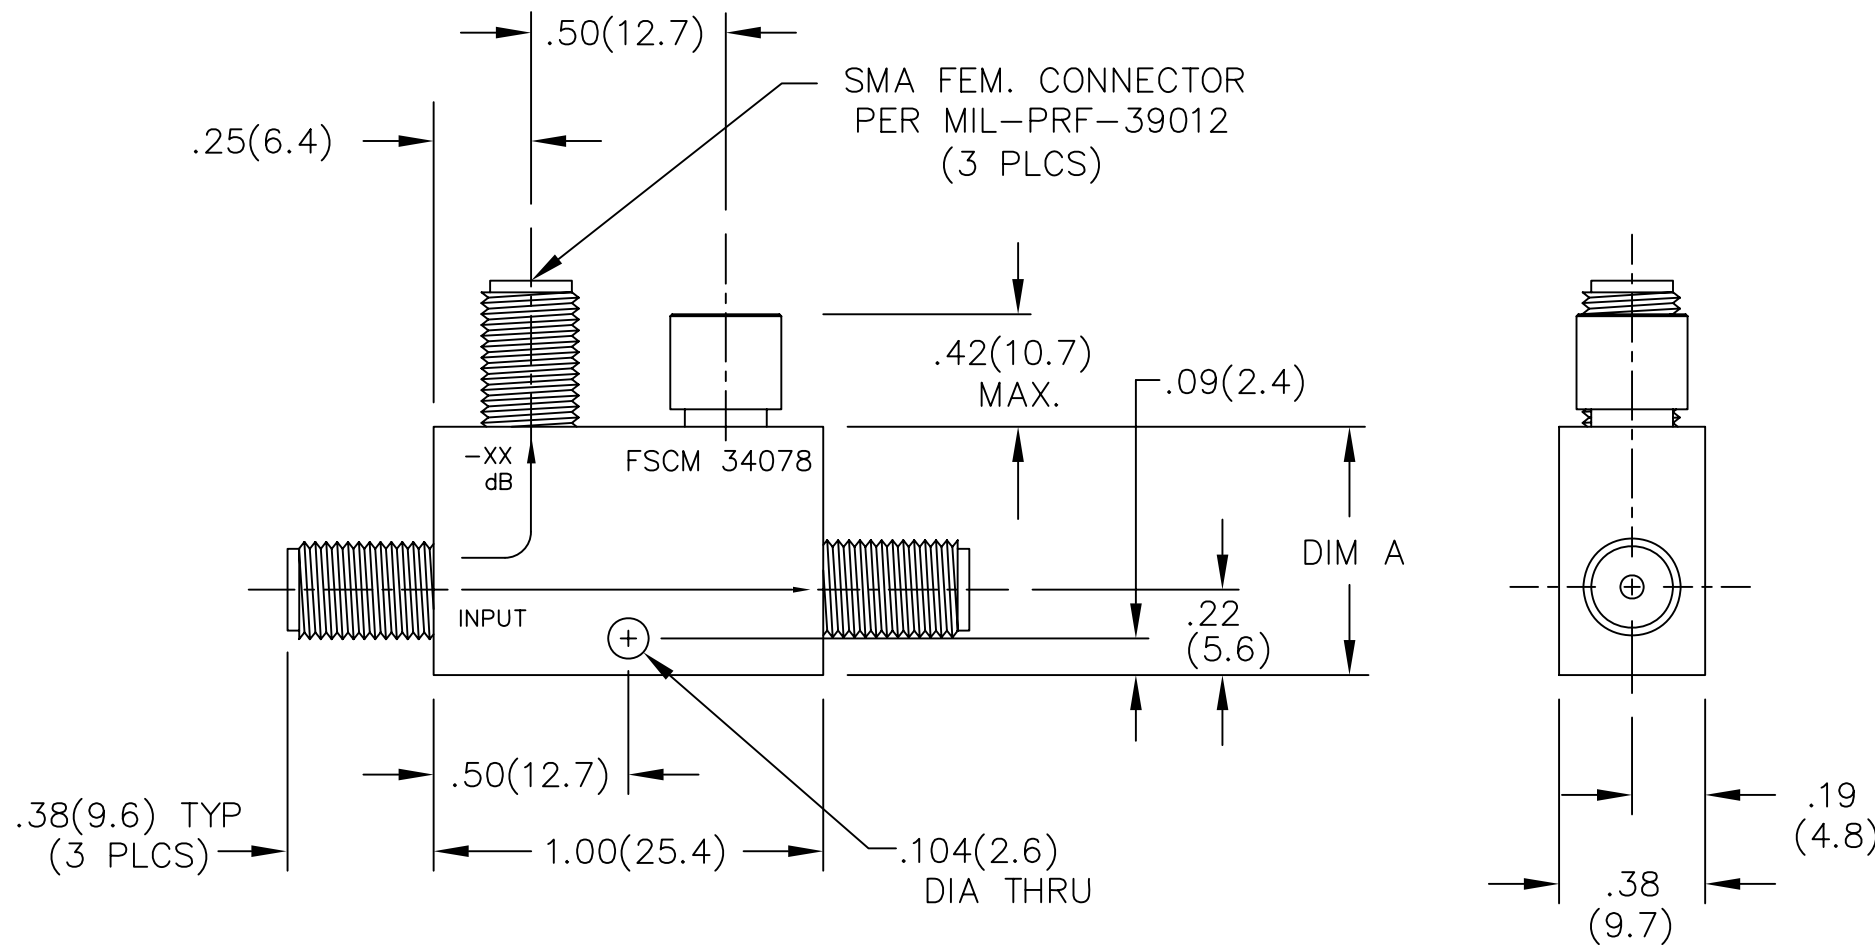 .50(12.7)
SMA FEM. CONNECTOR
PER MIL-PRF-39012
(3 PLCS)
.25(6.4)
.42(10.7)
MAX.
.09(2.4)
-XX
dB
FSCM 34078
DIM A
INPUT
.22
(5.6)
.50(12.7)
.38(9.6) TYP
(3 PLCS)
1.00(25.4)
.104(2.6)
DIA THRU
.19
(4.8)
.38
(9.7)